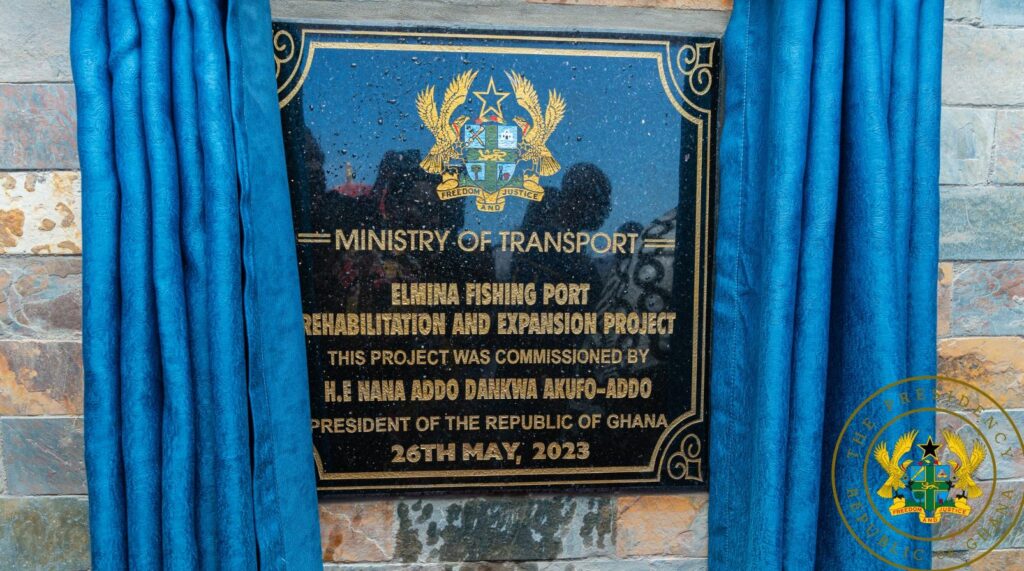 FREEDOM AND JUSTICE
MINISTRY OF TRANSPORT
ELMINA FISHING PORT
REHABILITATION AND EXPANSION PROJECT
THIS PROJECT WAS COMMISSIONED BY
H.E NANA ADDO DANKWA AKUFO-ADDO
PRESIDENT OF THE REPUBLIC OF GHANA
26TH MAY, 2023
THE PRESIDENCY
REPUBLIC OF GHANA
FREEDOM AND JUSTICE